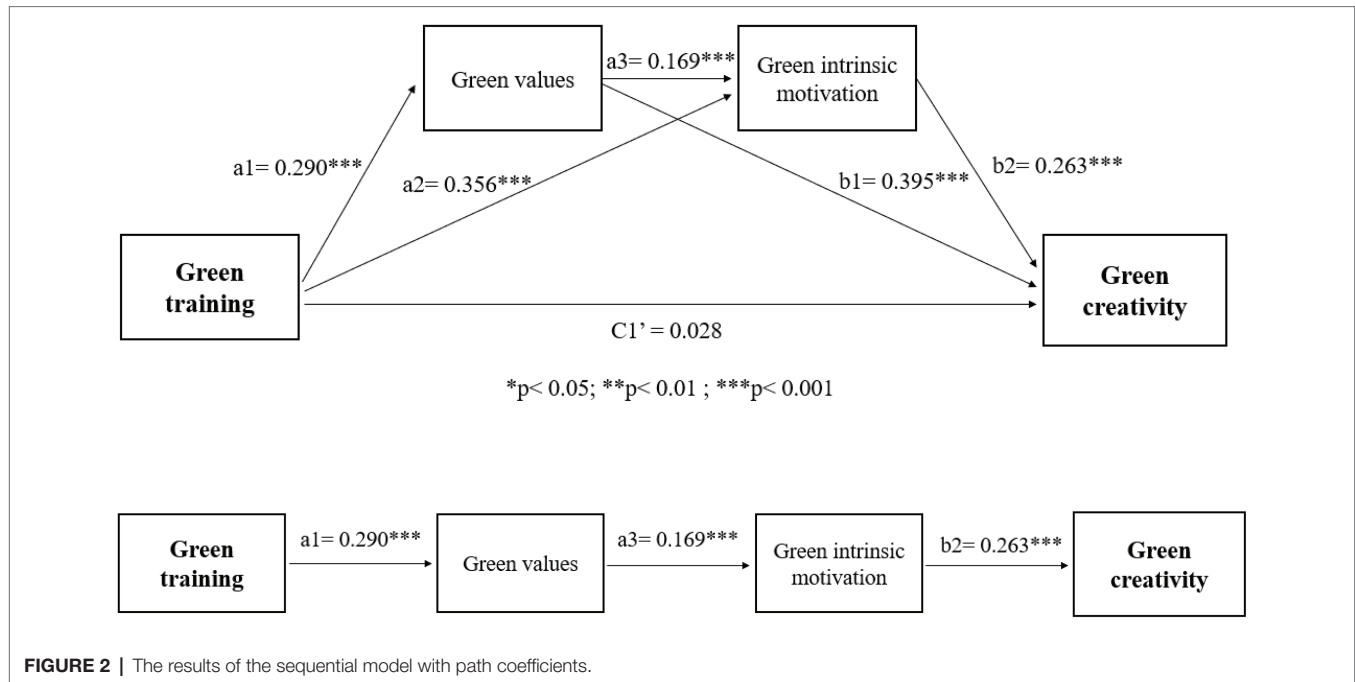 Green values
a3= 0.169***
Green intrinsic
motivation
a1= 0.290***
a2= 0.356***
b1= 0.395***
b2= 0.263***
Green
training
Green
creativity
C1’ = 0.028
*p< 0.05; **p< 0.01 ; ***p< 0.001
Green
training
a1= 0.290***
Green values
a3= 0.169***
Green intrinsic
motivation
b2= 0.263***
Green
creativity
FIGURE 2 | The results of the sequential model with path coefficients.